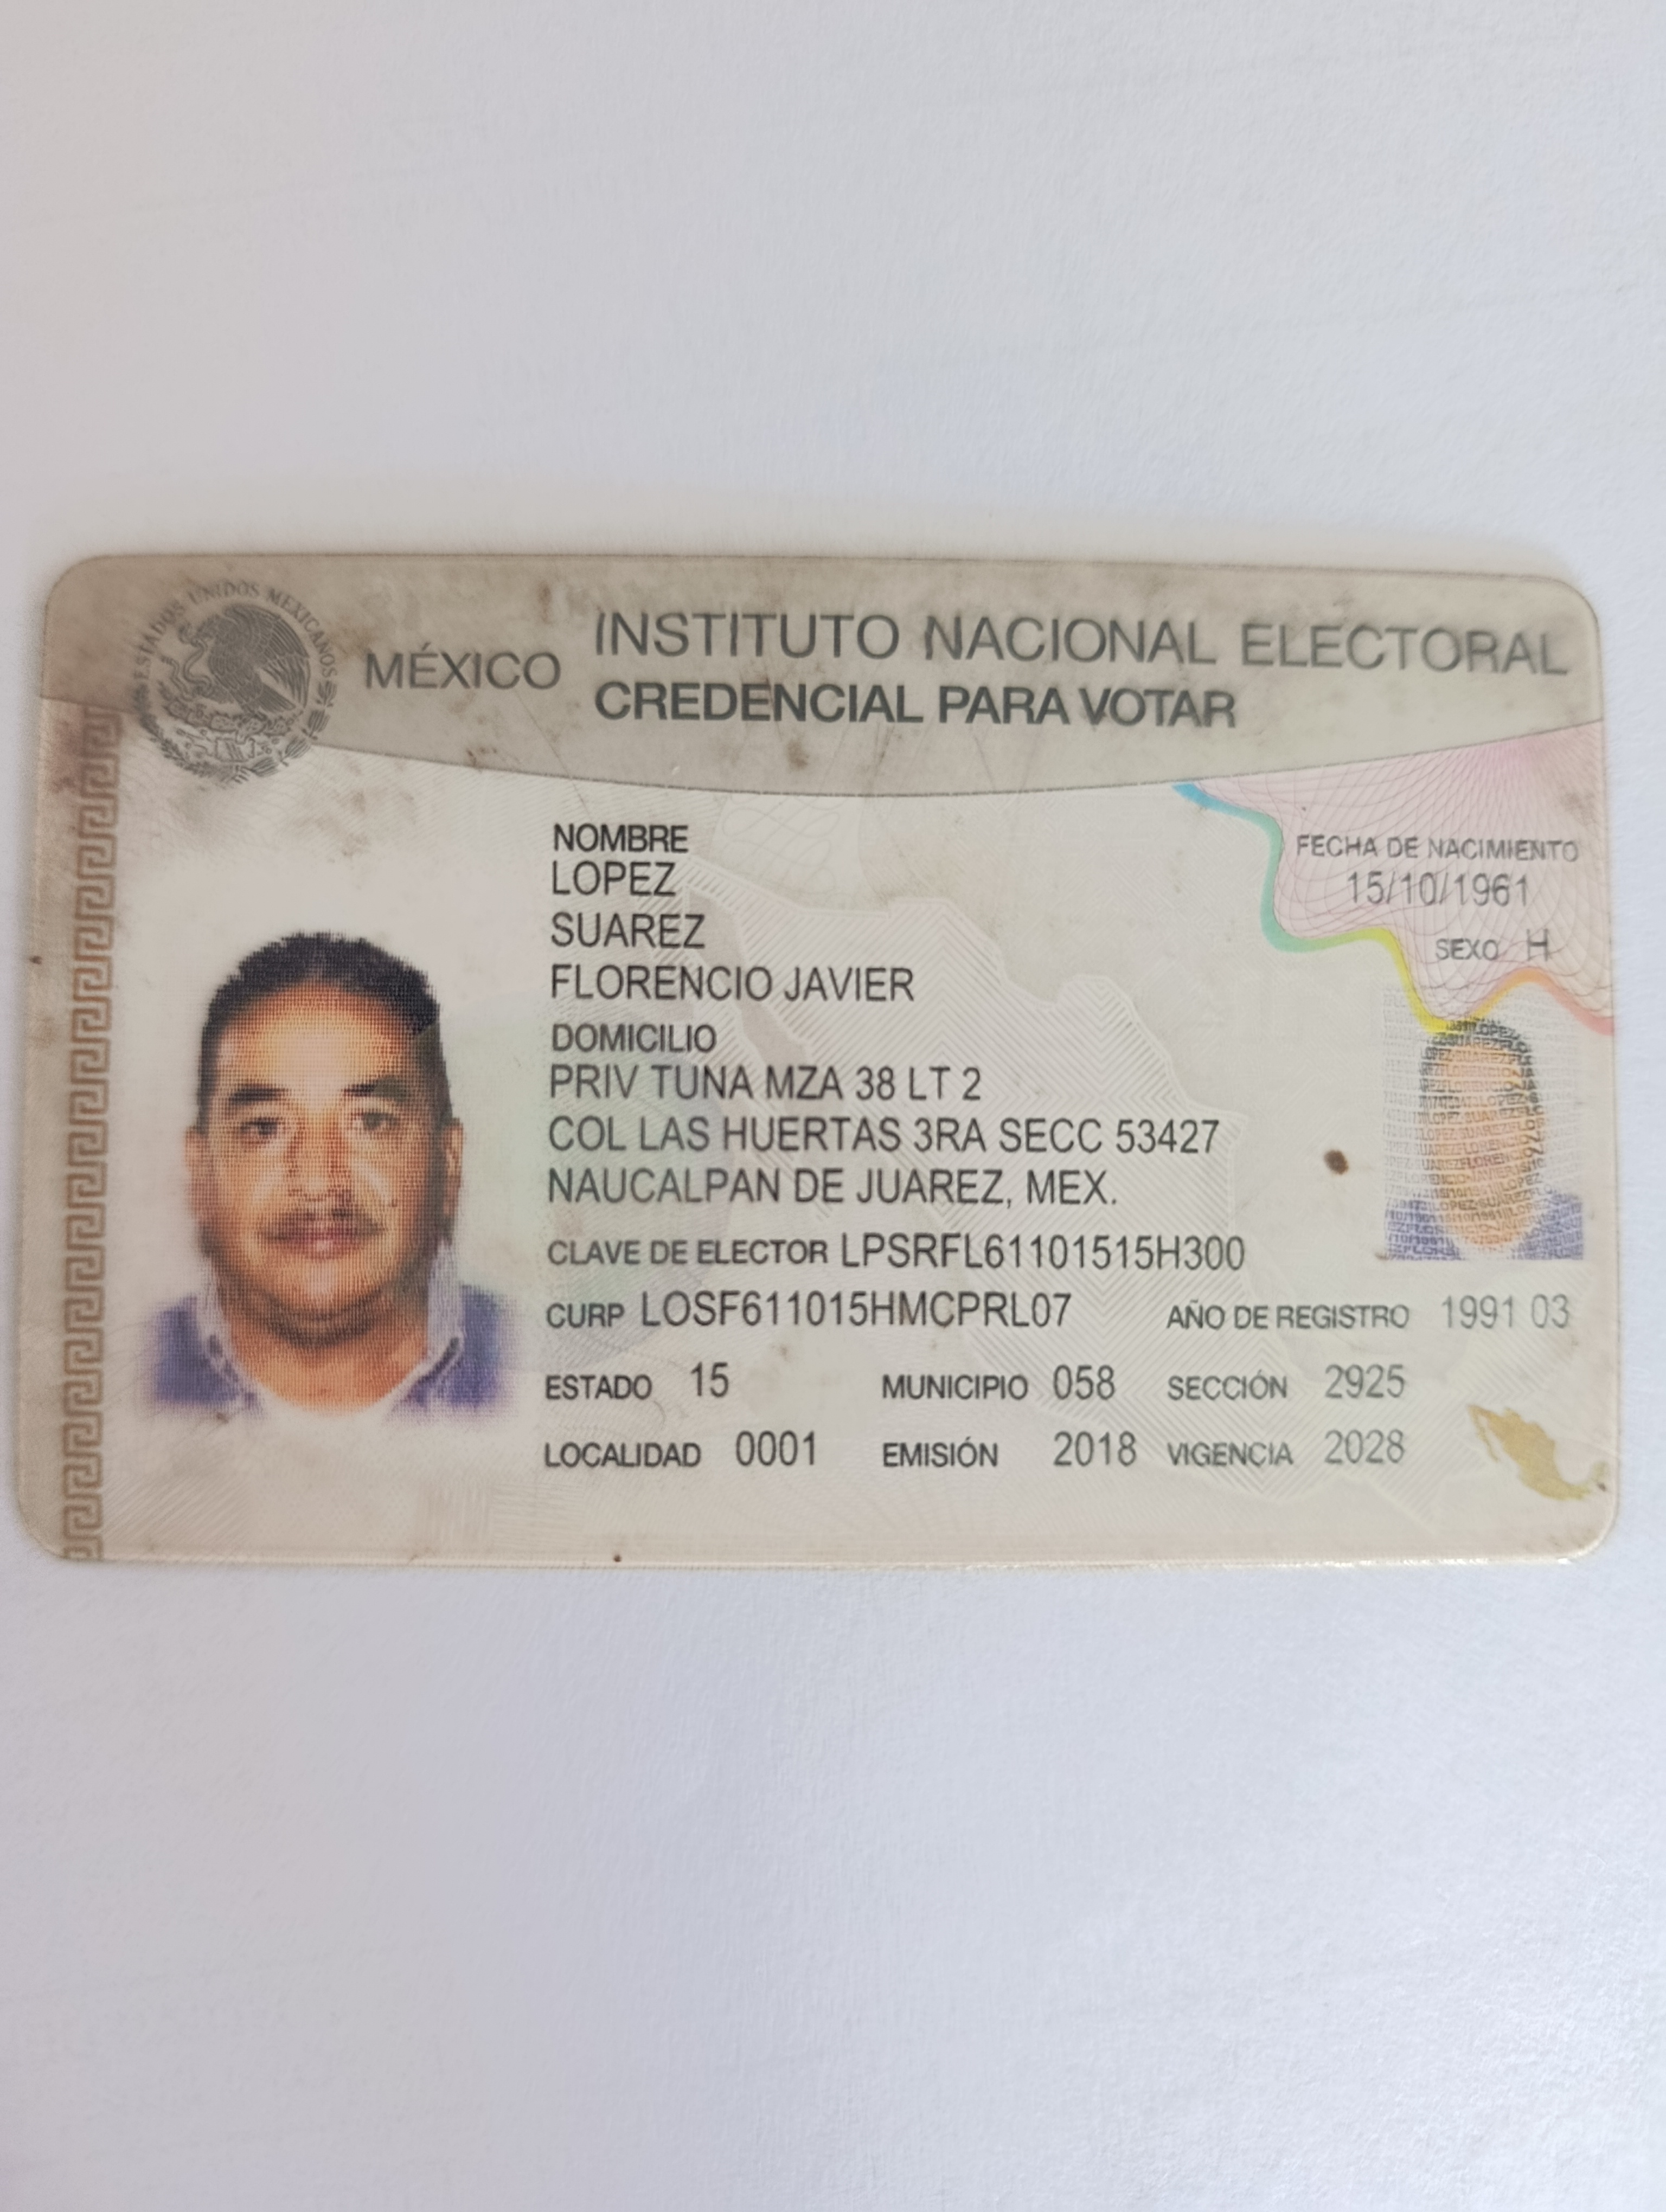 ESTADOS UNIDOS MEXICANOS
MÉXICO
INSTITUTO NACIONAL ELECTORAL
CREDENCIAL PARA VOTAR
NOMBRE
LOPEZ
SUAREZ
FLORENCIO JAVIER
FECHA DE NACIMIENTO
15/10/1961
SEXO H
DOMICILIO
PRIV TUNA MZA 38 LT 2
COL LAS HUERTAS 3RA SECC 53427
NAUCALPAN DE JUAREZ, MEX.
CLAVE DE ELECTOR LPSRFL61101515H300
CURP LOSF611015HMCPRL07 AÑO DE REGISTRO 1991 03
ESTADO 15 MUNICIPIO 058 SECCIÓN 2925
LOCALIDAD 0001 EMISIÓN 2018 VIGENCIA 2028